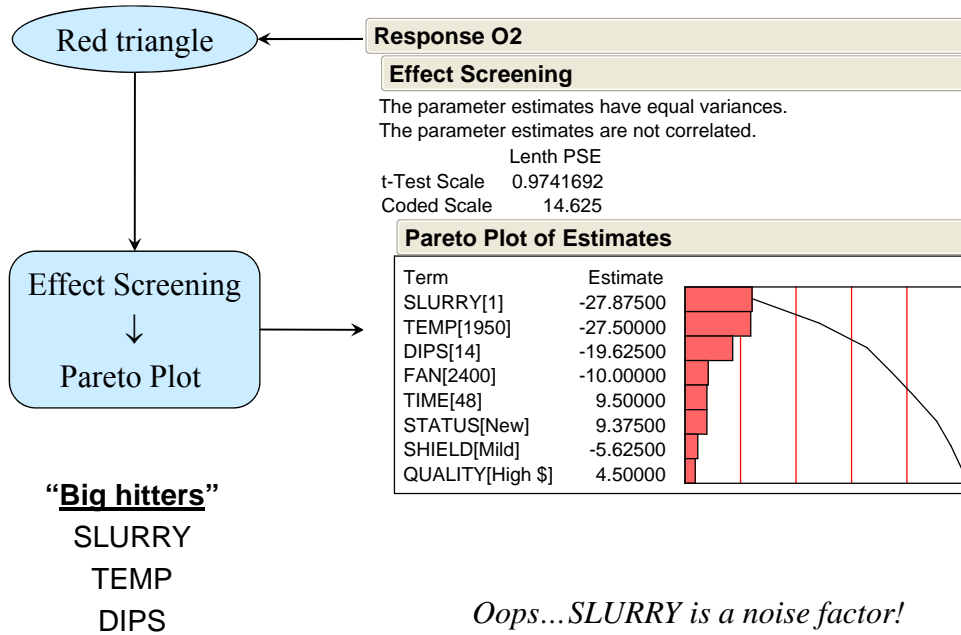 Red triangle
Response O2
Effect Screening
The parameter estimates have equal variances.
The parameter estimates are not correlated.
Lenth PSE
t-Test Scale 0.9741692
Coded Scale 14.625
Pareto Plot of Estimates
Term Estimate
SLURRY[1] -27.87500
TEMP[1950] -27.50000
DIPS[14] -19.62500
FAN[2400] -10.00000
TIME[48] 9.50000
STATUS[New] 9.37500
SHIELD[Mild] -5.62500
QUALITY[High $] 4.50000
Effect Screening
↓
Pareto Plot
“Big hitters”
SLURRY
TEMP
DIPS
Oops…SLURRY is a noise factor!